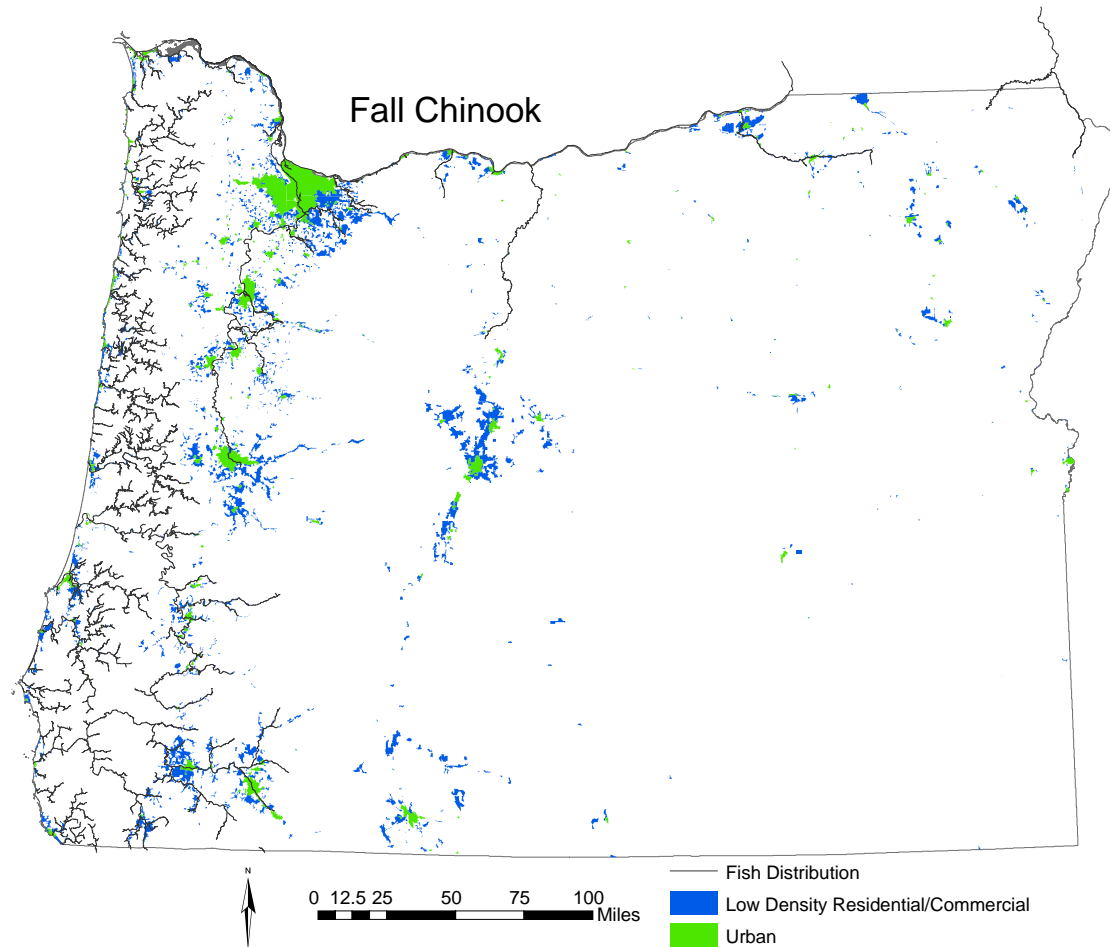 Fall Chinook
N
0 12.5 25 50 75 100
Miles
Fish Distribution
Low Density Residential/Commercial
Urban